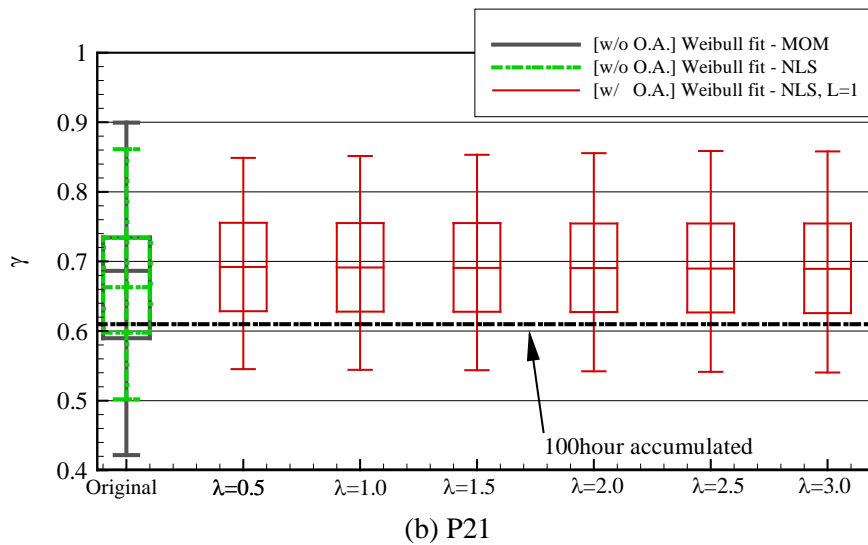 [w/o O.A.] Weibull fit - MOM
[w/o O.A.] Weibull fit - NLS
[w/ O.A.] Weibull fit - NLS, L=1
1
0.9
0.8
0.7
0.6
0.5
0.4
γ
100hour accumulated
Original λ=0.5 λ=1.0 λ=1.5 λ=2.0 λ=2.5 λ=3.0
(b) P21